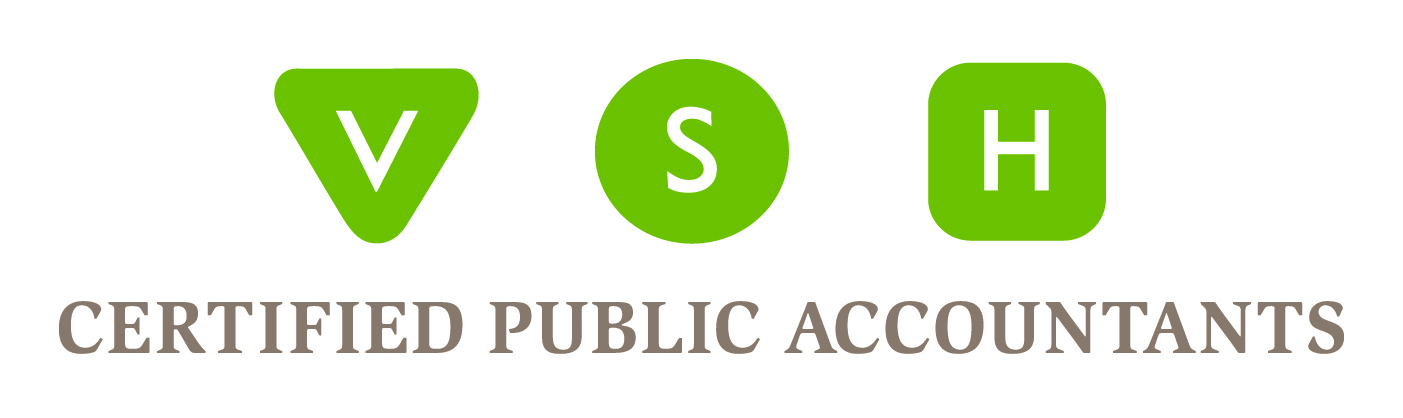 V S H
CERTIFIED PUBLIC ACCOUNTANTS